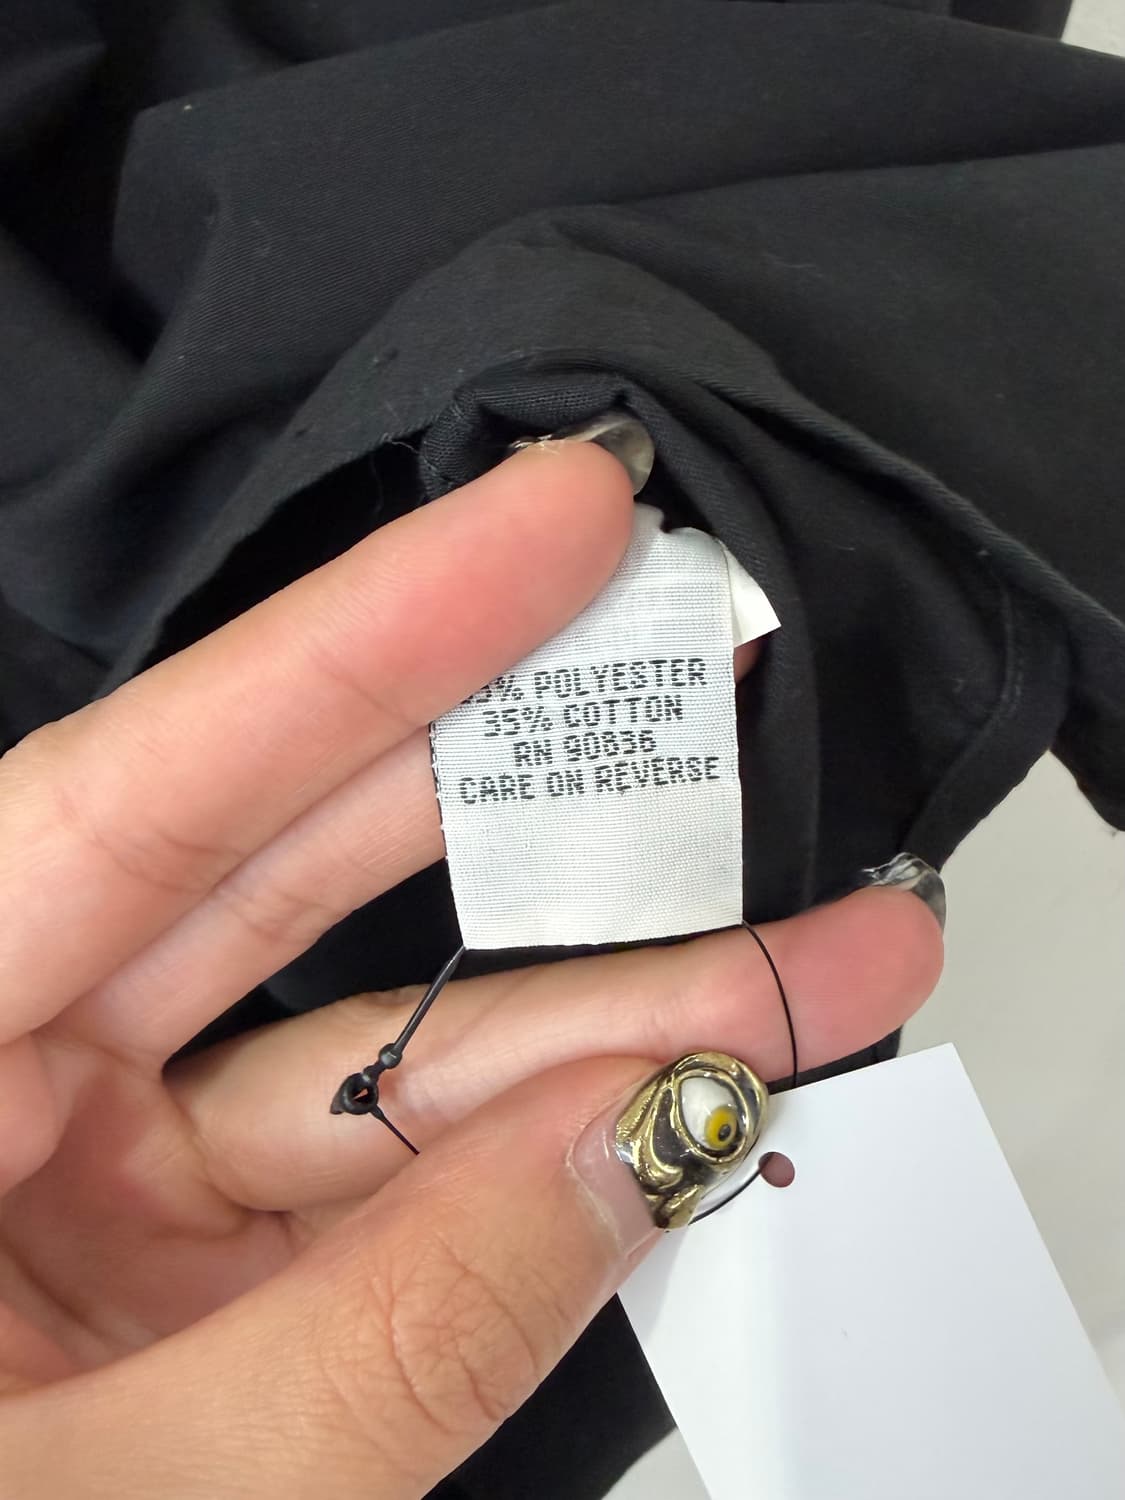 % POLYESTER
35% COTTON
RN 90836
CARE ON REVERSE